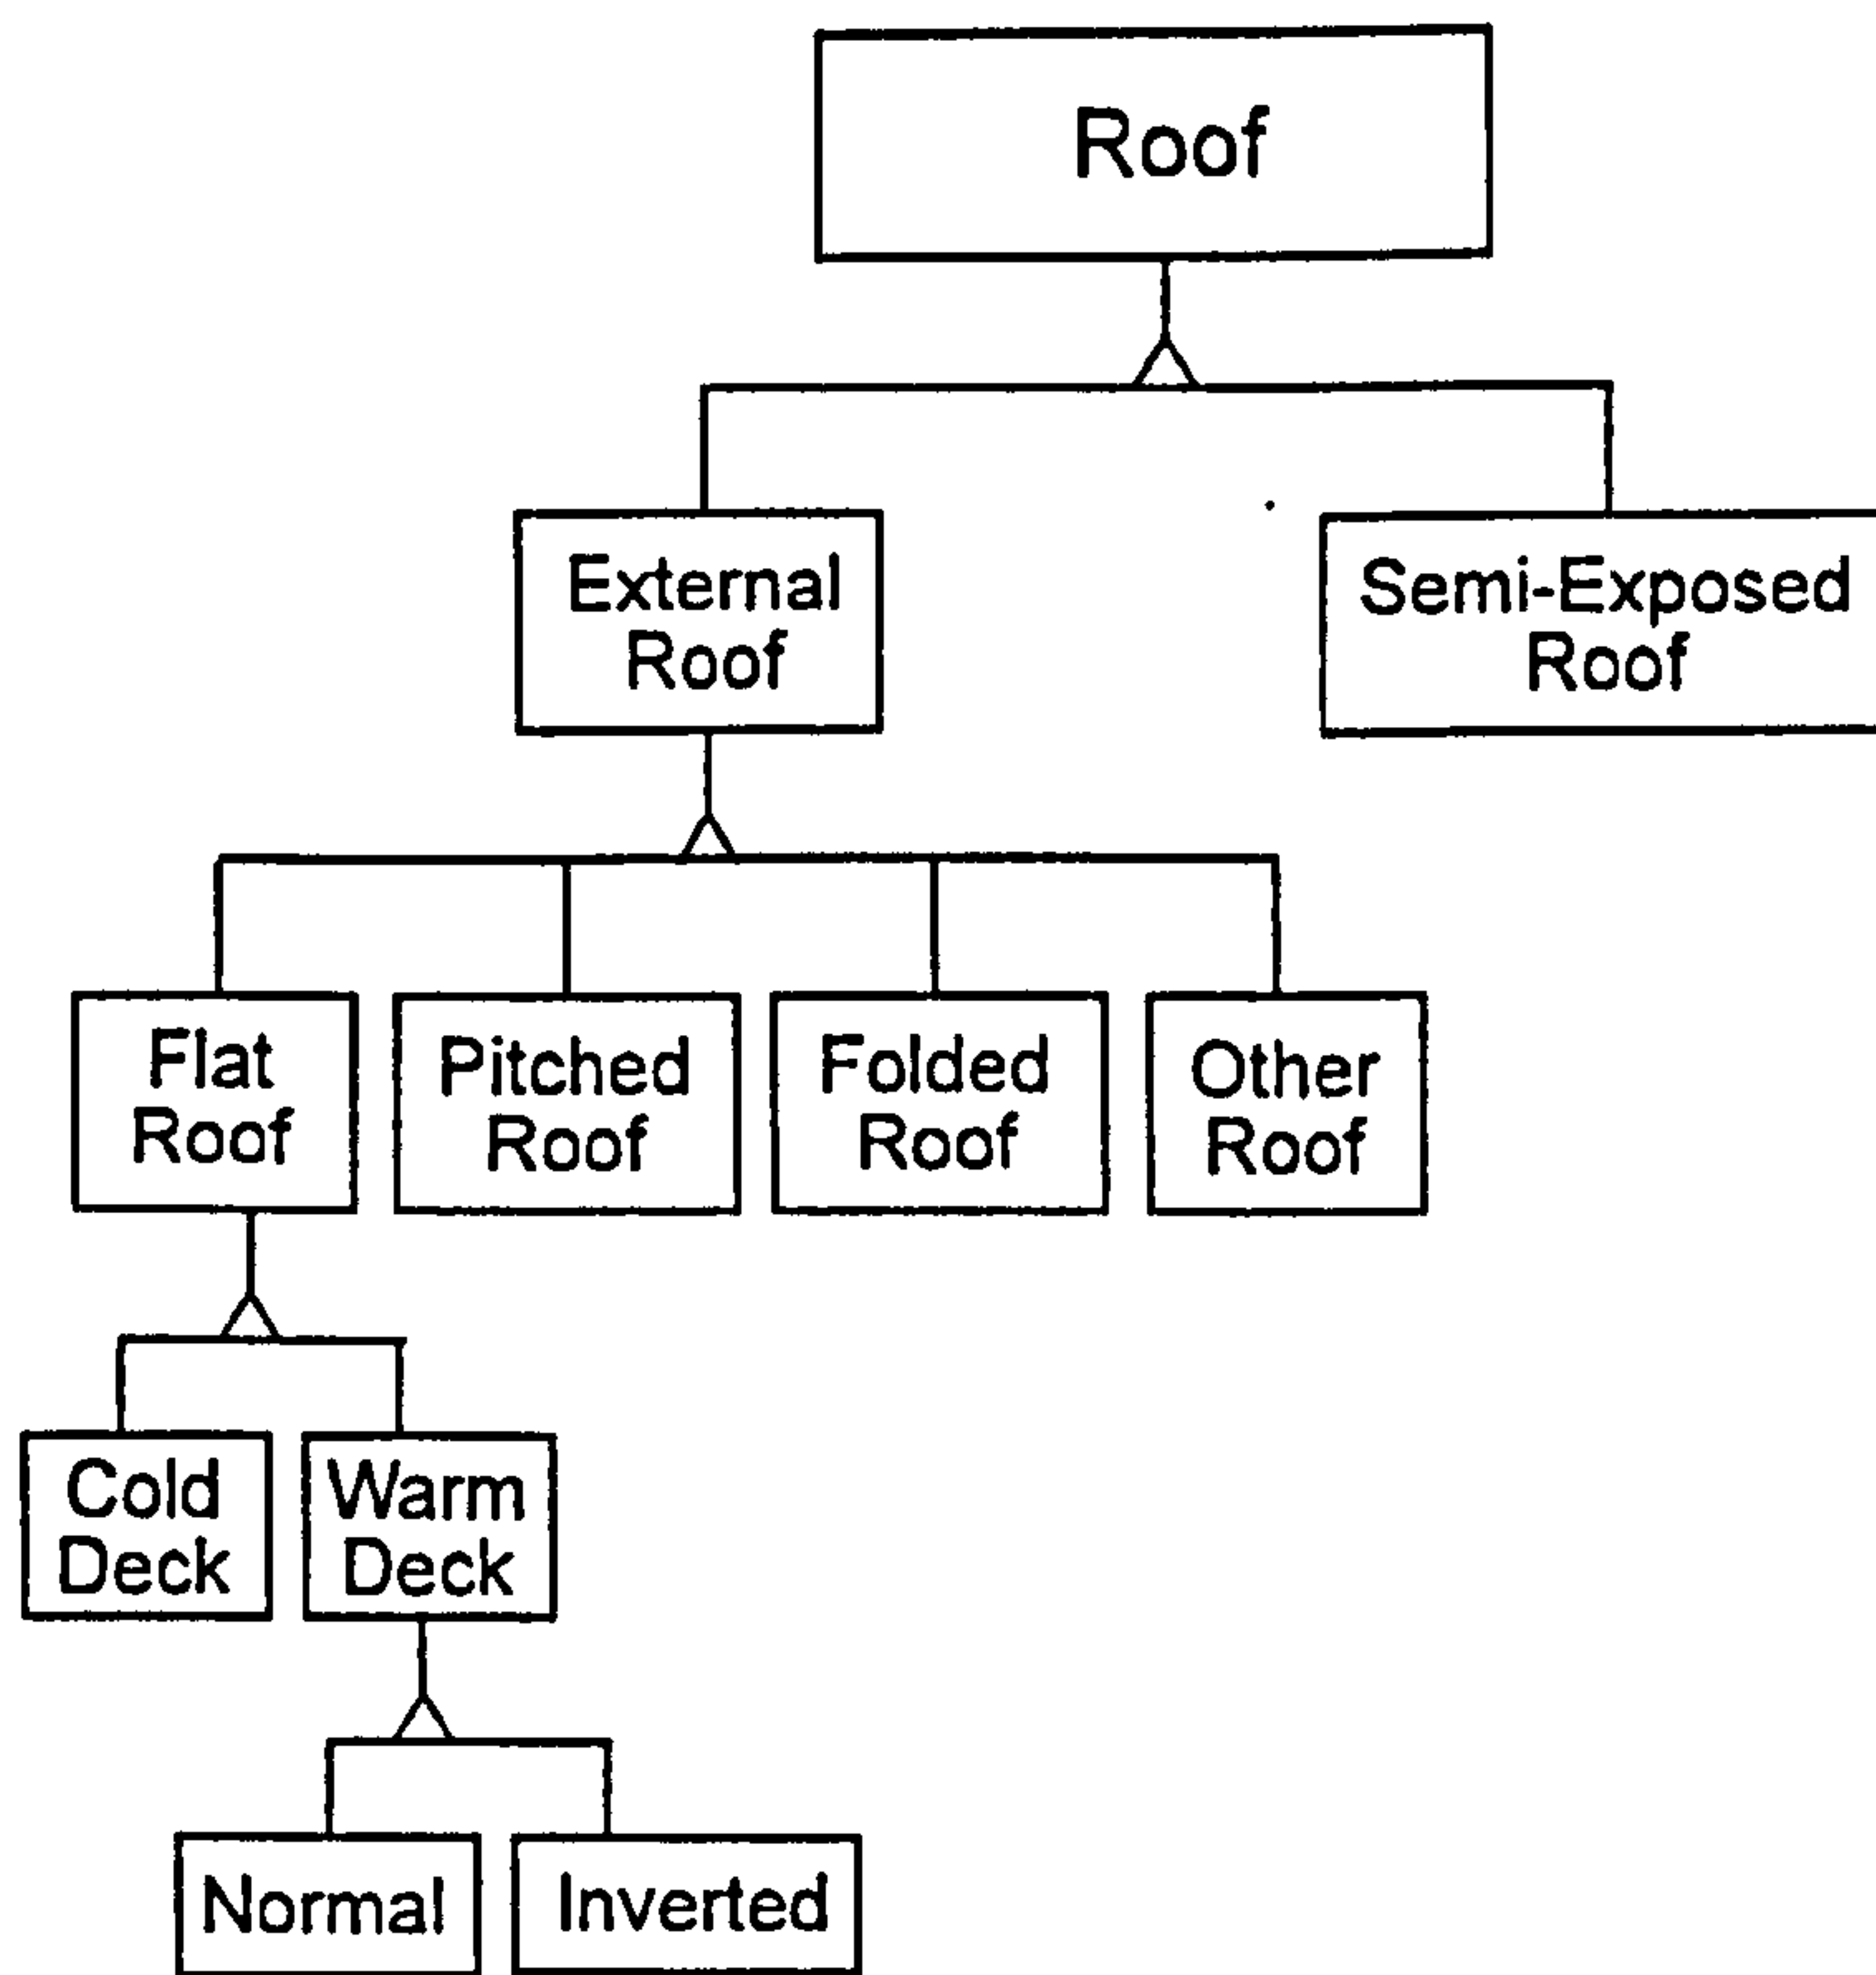 Roof
External
Roof
Semi-Exposed
Roof
Flat
Roof
Pitched
Roof
Folded
Roof
Other
Roof
Cold
Deck
Warm
Deck
Normal
Inverted